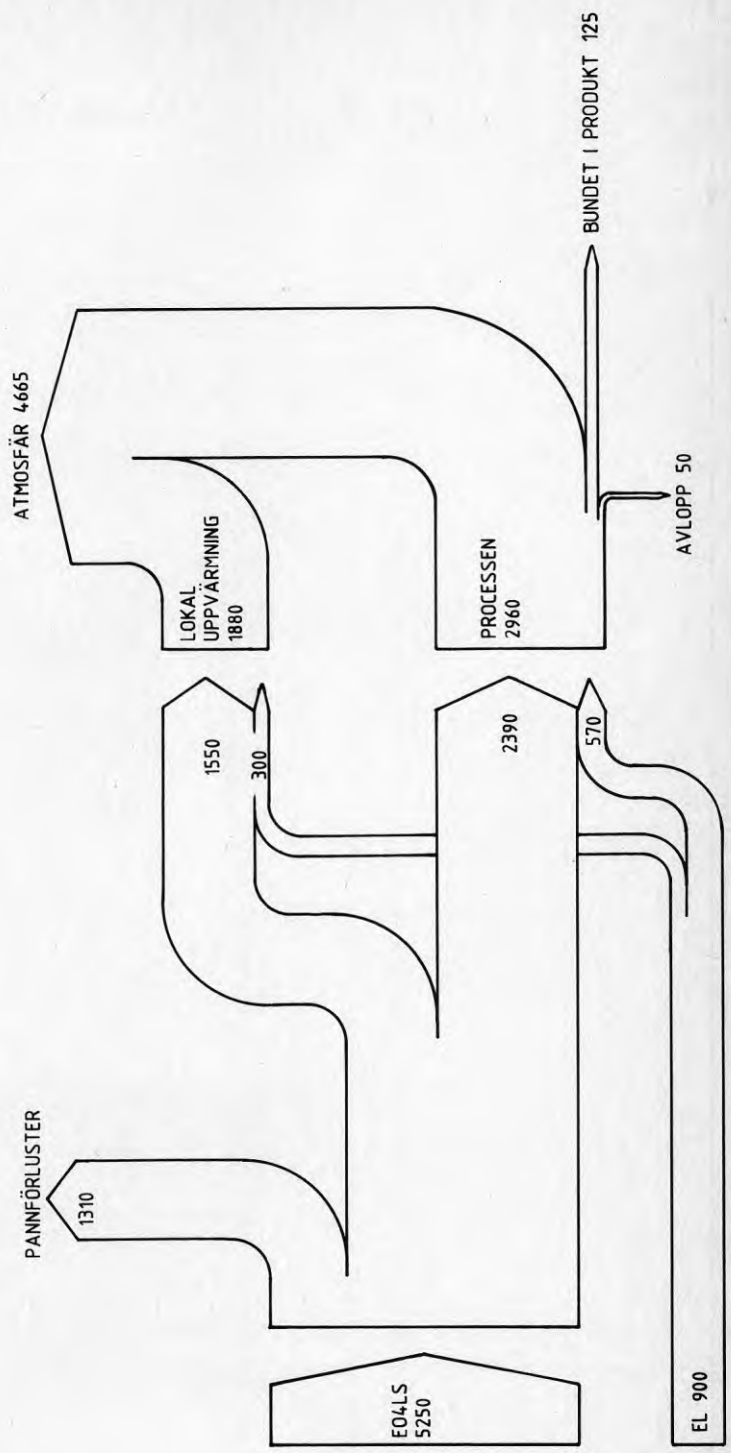 PANNFÖRLUSTER
1310
ATMOSFÄR 4665
LOKAL
UPPVÄRMNING
1880
1550
300
PROCESSEN
2960
2390
570
BUNDET I PRODUKT 125
AVLOPP 50
EO4LS
5250
EL 900